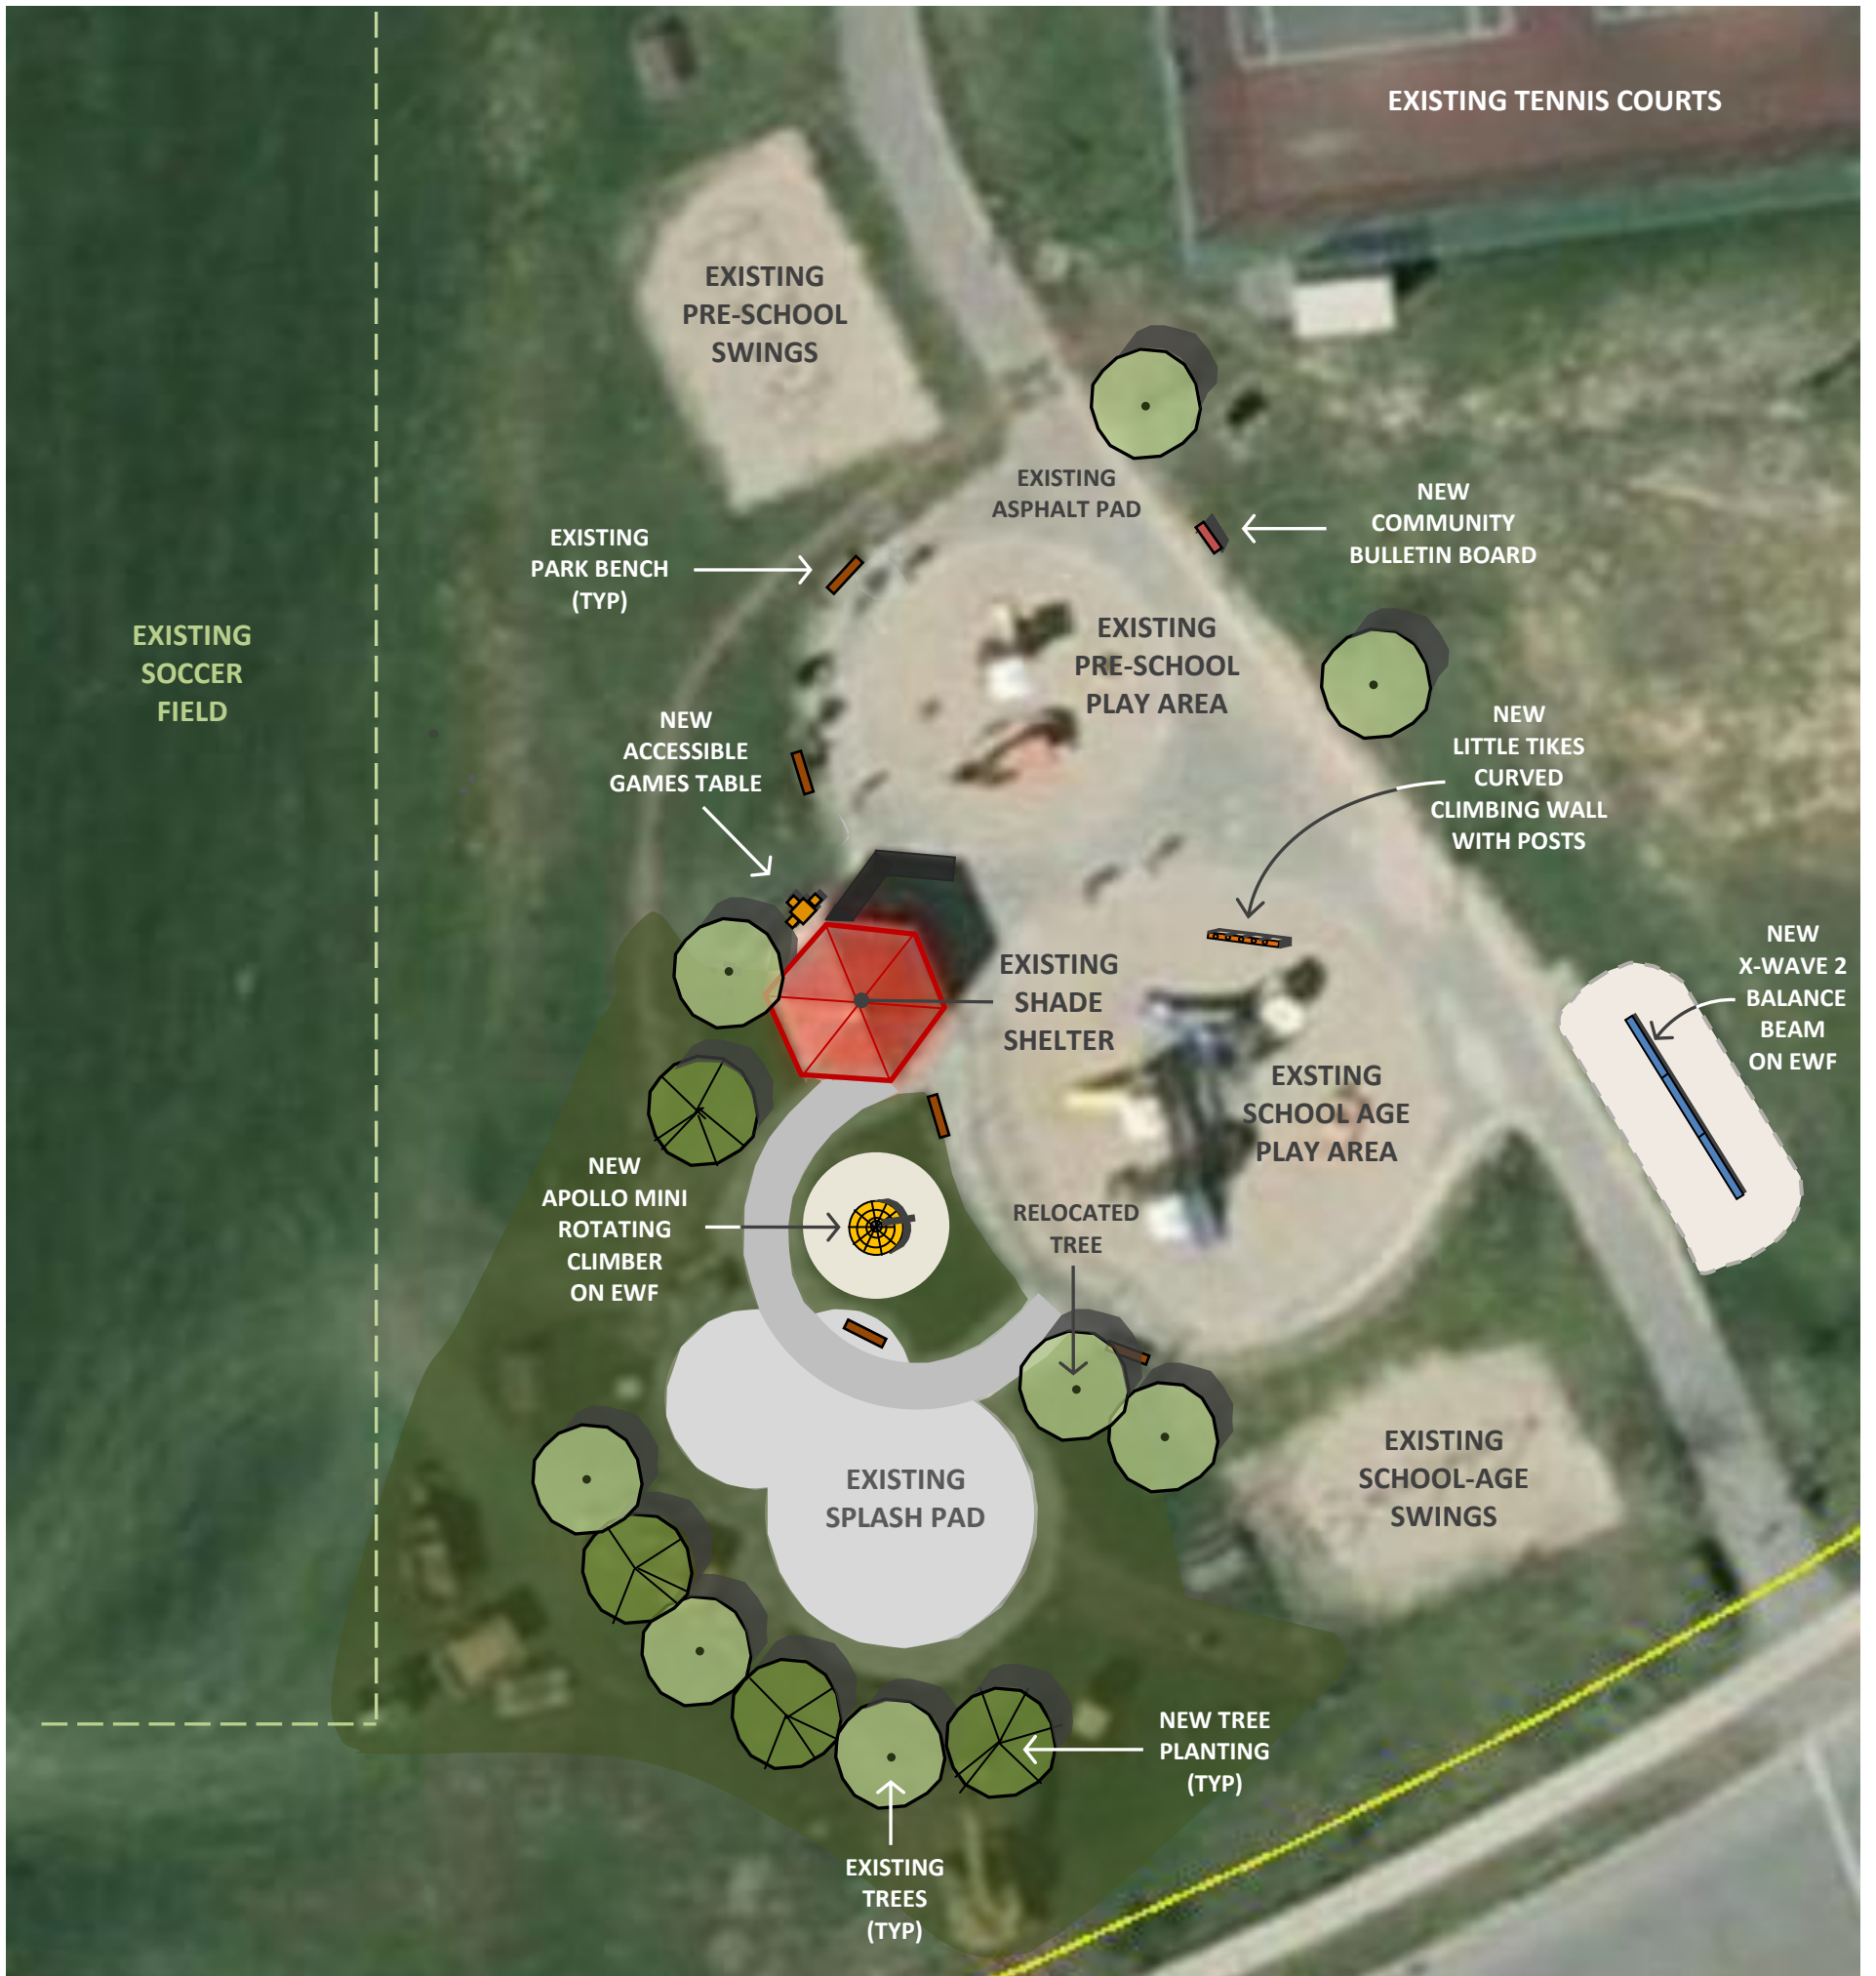 EXISTING TENNIS COURTS
EXISTING
PRE-SCHOOL
SWINGS
EXISTING
ASPHALT PAD
NEW
COMMUNITY
BULLETIN BOARD
EXISTING
PARK BENCH
(TYP)
EXISTING
SOCCER
FIELD
EXISTING
PRE-SCHOOL
PLAY AREA
NEW
ACCESSIBLE
GAMES TABLE
NEW
LITTLE TIKES
CURVED
CLIMBING WALL
WITH POSTS
EXISTING
SHADE
SHELTER
NEW
X-WAVE 2
BALANCE
BEAM
ON EWF
EXSTING
SCHOOL AGE
PLAY AREA
NEW
APOLLO MINI
ROTATING
CLIMBER
ON EWF
RELOCATED
TREE
EXISTING
SPLASH PAD
EXISTING
SCHOOL-AGE
SWINGS
NEW TREE
PLANTING
(TYP)
EXISTING
TREES
(TYP)